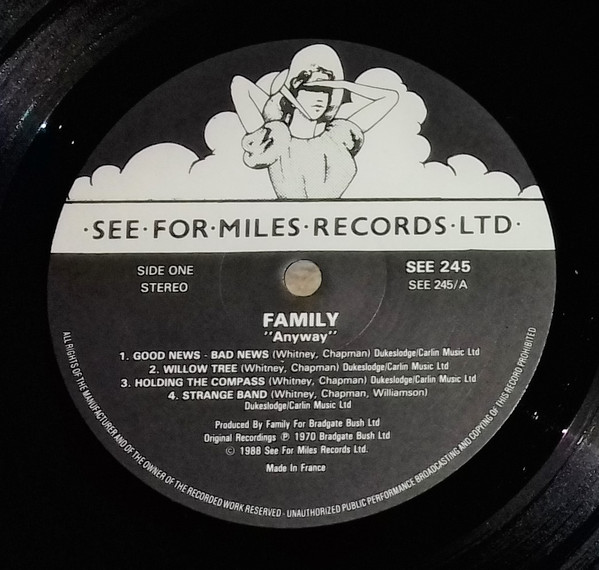 ·SEE·FOR·MILES·RECORDS·LTD·
SIDE ONE
STEREO
SEE 245
SEE 245/A
FAMILY
"Anyway"
1. GOOD NEWS - BAD NEWS (Whitney, Chapman) Dukeslodge/Carlin Music Ltd
2. WILLOW TREE (Whitney, Chapman) Dukeslodge/Carlin Music Ltd
3. HOLDING THE COMPASS (Whitney, Chapman) Dukeslodge/Carlin Music Ltd
4. STRANGE BAND (Whitney, Chapman, Williamson)
Dukeslodge/Carlin Music Ltd
Produced By Family For Bradgate Bush Ltd
Original Recordings ℗ 1970 Bradgate Bush Ltd
© 1988 See For Miles Records Ltd.
Made In France
ALL RIGHTS OF THE MANUFACTURER AND OF THE OWNER OF THE RECORDED WORK RESERVED - UNAUTHORIZED PUBLIC PERFORMANCE BROADCASTING AND COPYING OF THIS RECORD PROHIBITED